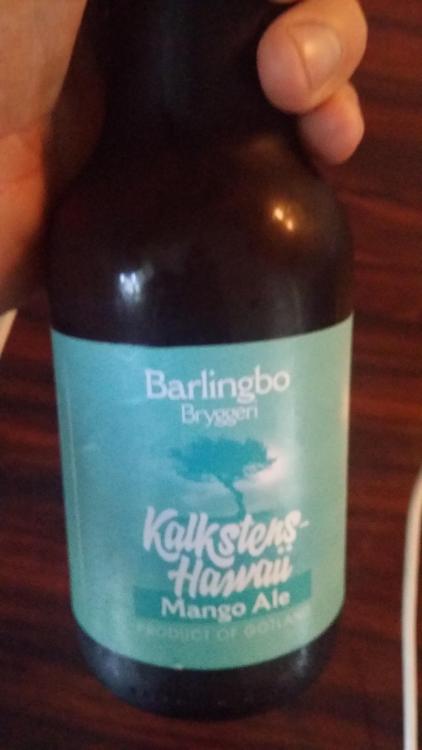 Barlingbo
Bryggeri
Kalkstens-
Hawaii
Mango Ale
PRODUCT OF GOTLAND